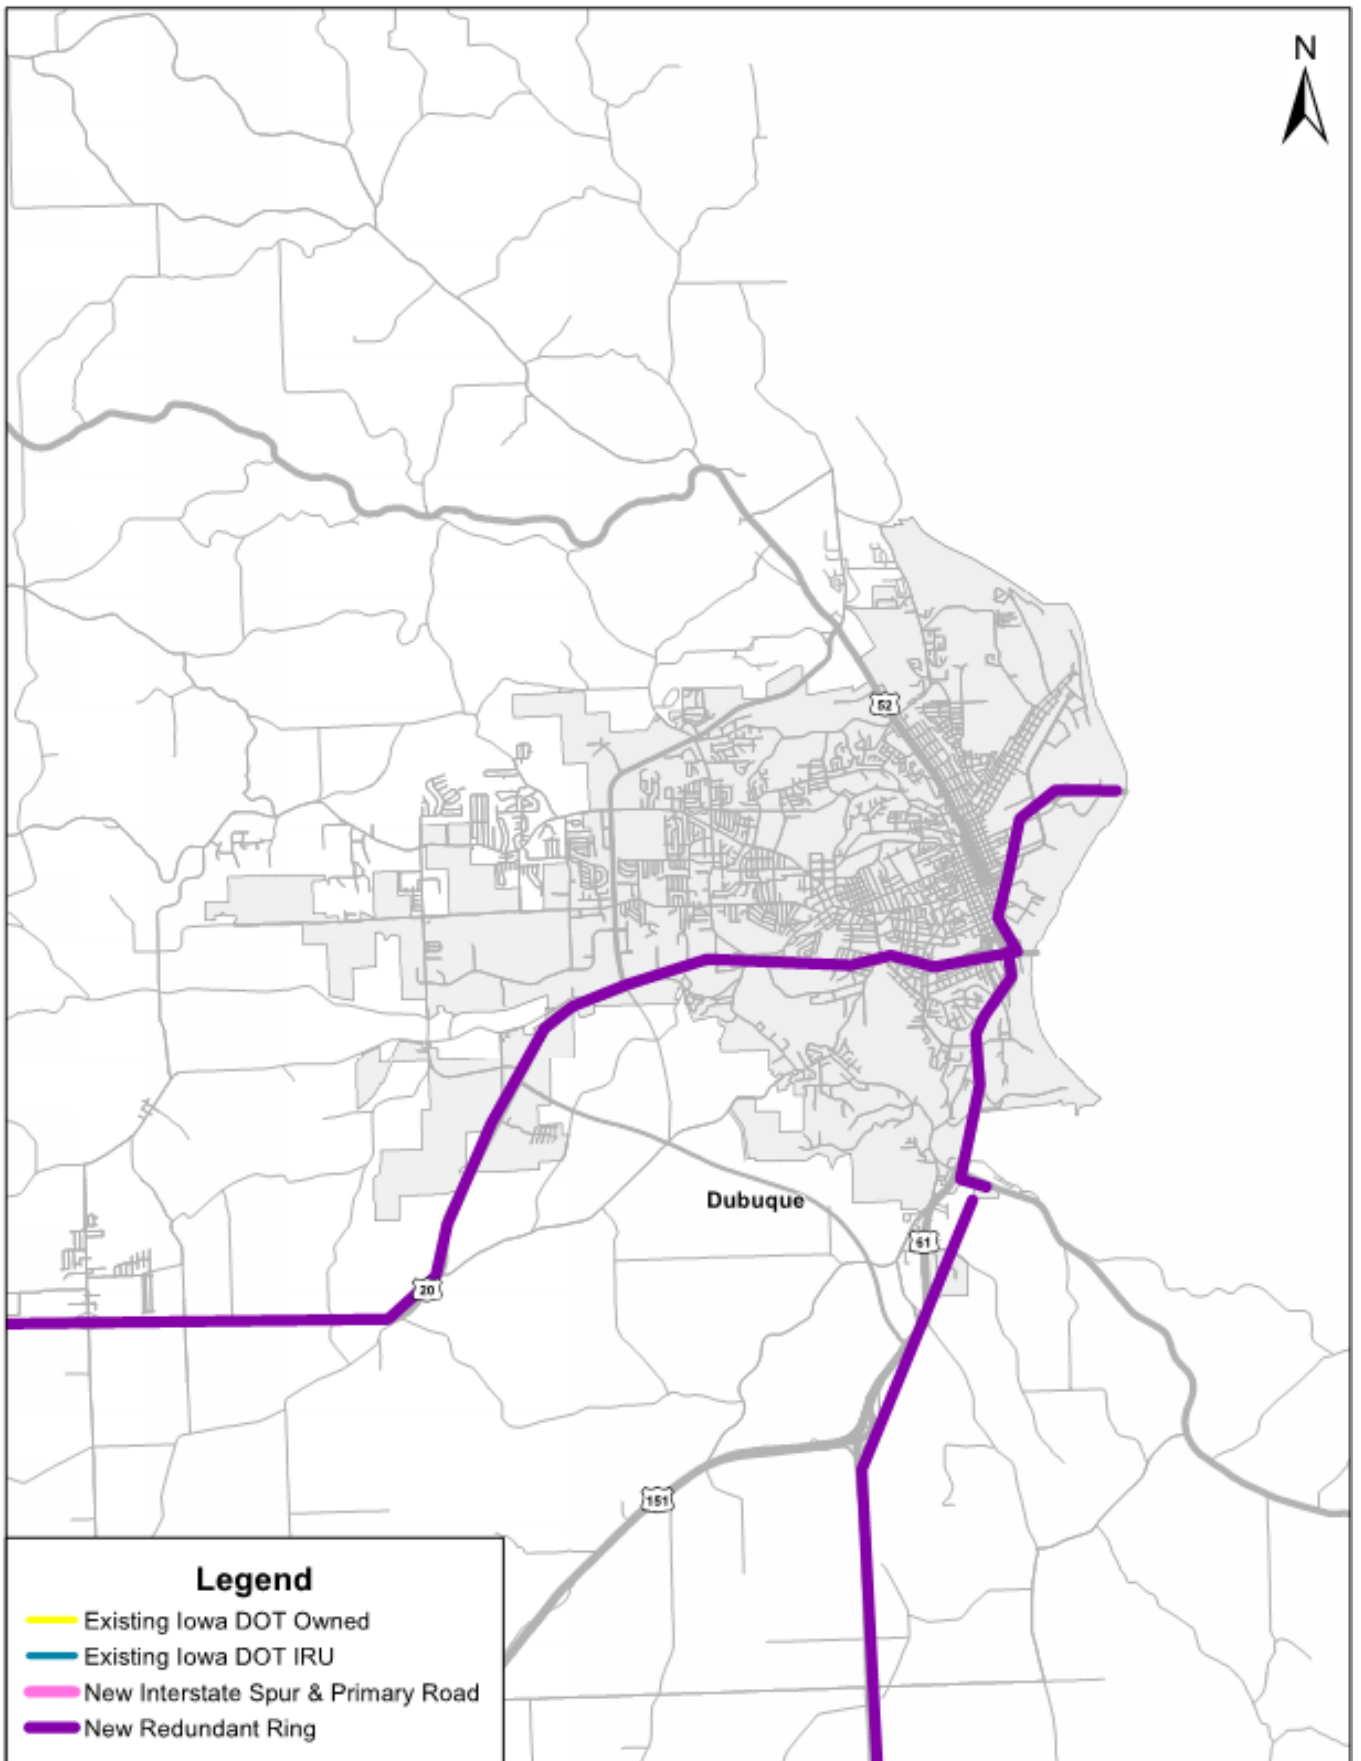 N
52
Dubuque
61
20
151
Legend
Existing Iowa DOT Owned
Existing Iowa DOT IRU
New Interstate Spur & Primary Road
New Redundant Ring